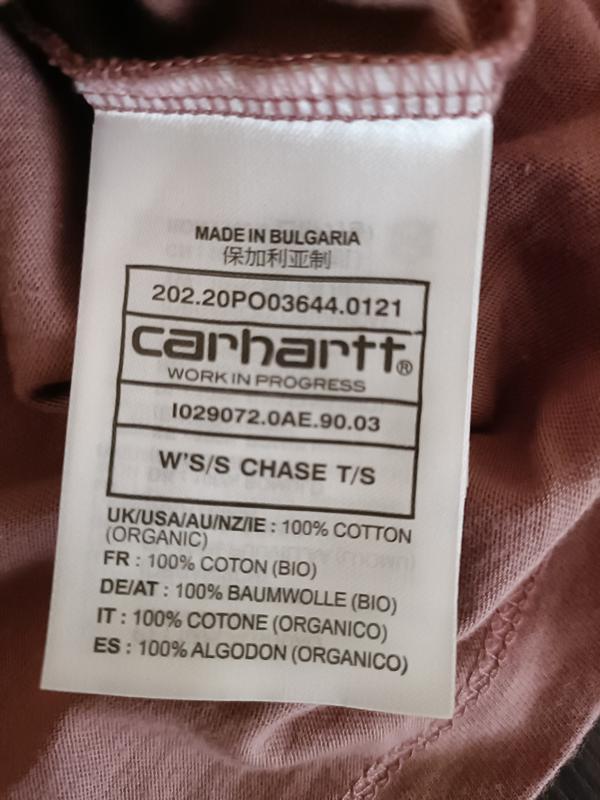 MADE IN BULGARIA
保加利亚制
202.20PO03644.0121
carhartt®
WORK IN PROGRESS
I029072.0AE.90.03
W'S/S CHASE T/S
UK/USA/AU/NZ/IE : 100% COTTON
(ORGANIC)
FR : 100% COTON (BIO)
DE/AT : 100% BAUMWOLLE (BIO)
IT : 100% COTONE (ORGANICO)
ES : 100% ALGODON (ORGANICO)